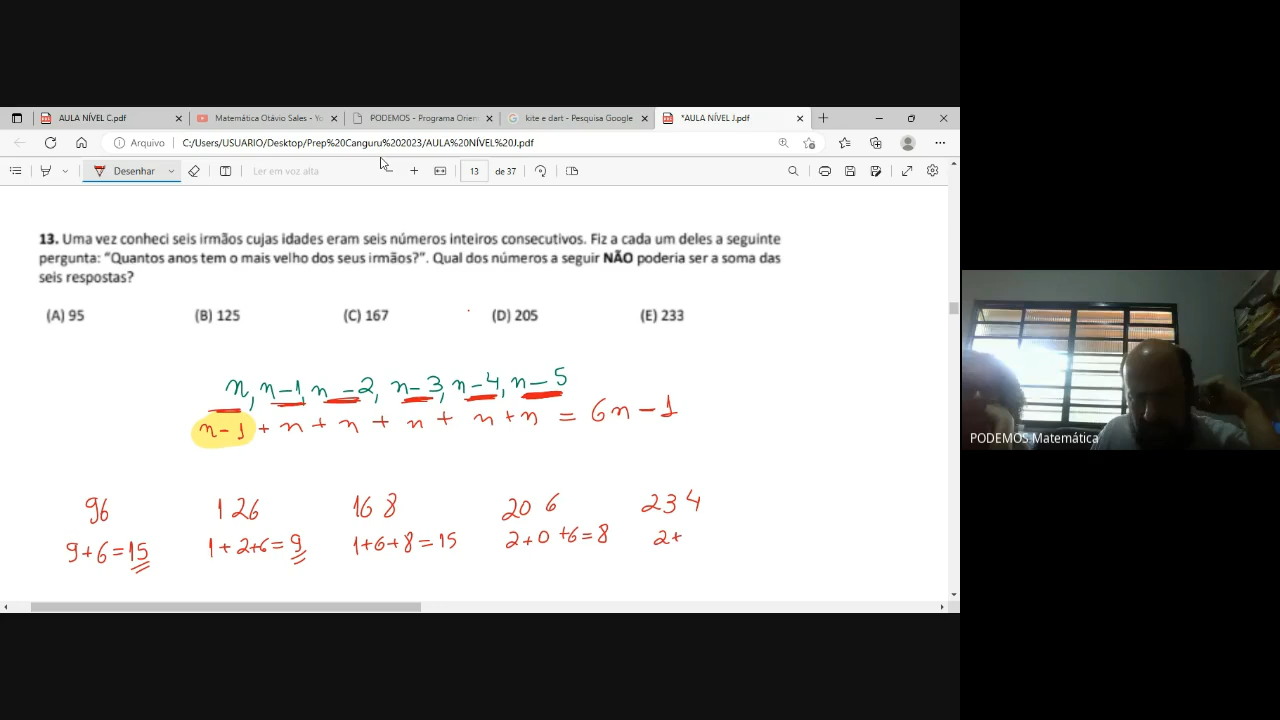 AULA NÍVEL C.pdf
Matemática Otávio Sales - Yo
PODEMOS - Programa Orien
kite e dart - Pesquisa Google
*AULA NÍVEL J.pdf
Arquivo
C:/Users/USUARIO/Desktop/Prep%20Canguru%202023/AULA%20NÍVEL%20J.pdf
Desenhar
Ler em voz alta
13
de 37
13. Uma vez conheci seis irmãos cujas idades eram seis números inteiros consecutivos. Fiz a cada um deles a seguinte
pergunta: "Quantos anos tem o mais velho dos seus irmãos?". Qual dos números a seguir NÃO poderia ser a soma das
seis respostas?
(A) 95 (B) 125 (C) 167 (D) 205 (E) 233
n, n-1, n-2, n-3, n-4, n-5
n-1 + n + n + n + n + n = 6n - 1
96 126 168 206 234
9+6=15 1+2+6=9 1+6+8=15 2+0+6=8 2+
PODEMOS Matemática